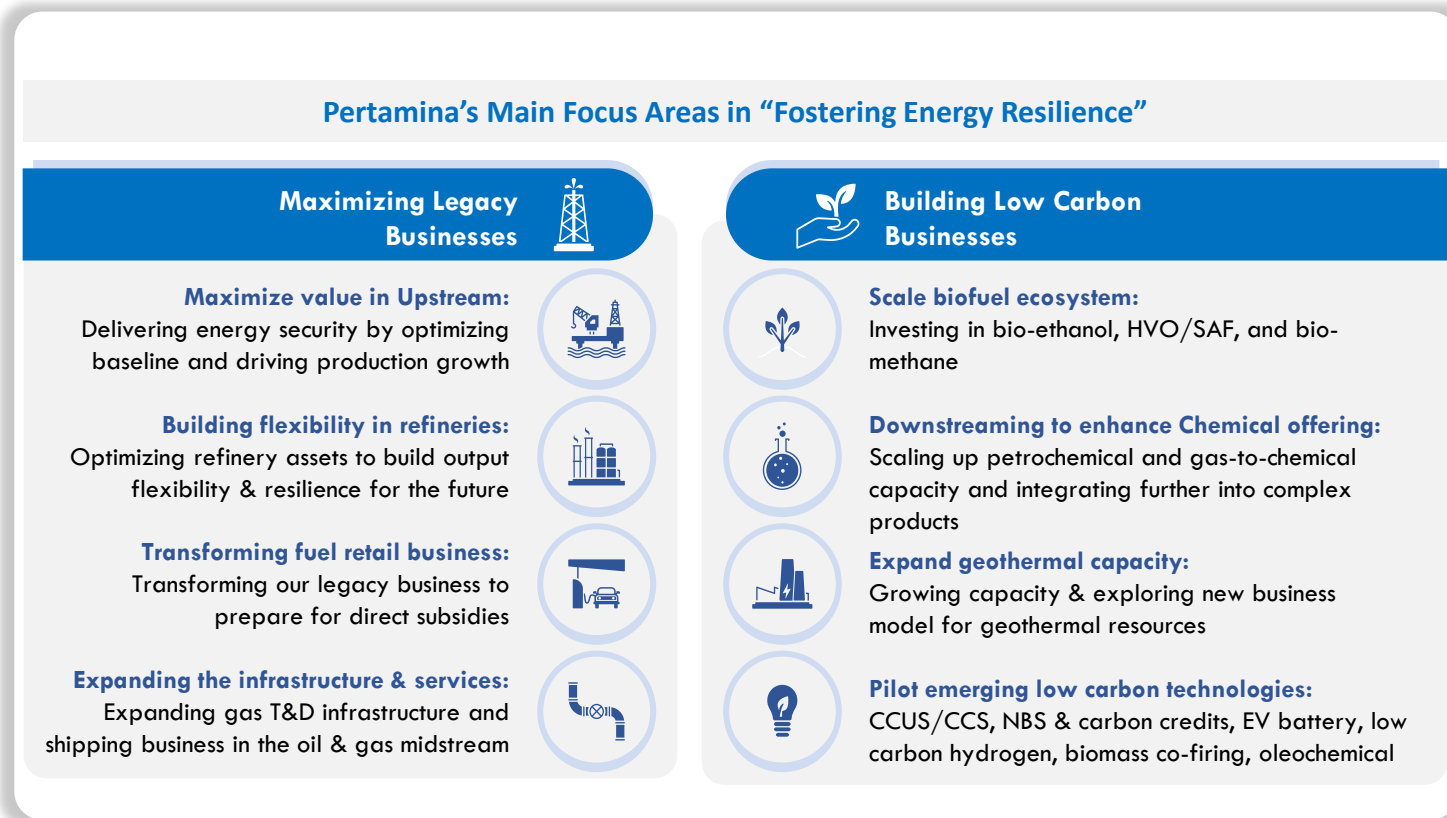 Pertamina’s Main Focus Areas in “Fostering Energy Resilience”
Maximizing Legacy
Businesses
Maximize value in Upstream:
Delivering energy security by optimizing
baseline and driving production growth
Building flexibility in refineries:
Optimizing refinery assets to build output
flexibility & resilience for the future
Transforming fuel retail business:
Transforming our legacy business to
prepare for direct subsidies
Expanding the infrastructure & services:
Expanding gas T&D infrastructure and
shipping business in the oil & gas midstream
Building Low Carbon
Businesses
Scale biofuel ecosystem:
Investing in bio-ethanol, HVO/SAF, and bio-
methane
Downstreaming to enhance Chemical offering:
Scaling up petrochemical and gas-to-chemical
capacity and integrating further into complex
products
Expand geothermal capacity:
Growing capacity & exploring new business
model for geothermal resources
Pilot emerging low carbon technologies:
CCUS/CCS, NBS & carbon credits, EV battery, low
carbon hydrogen, biomass co-firing, oleochemical